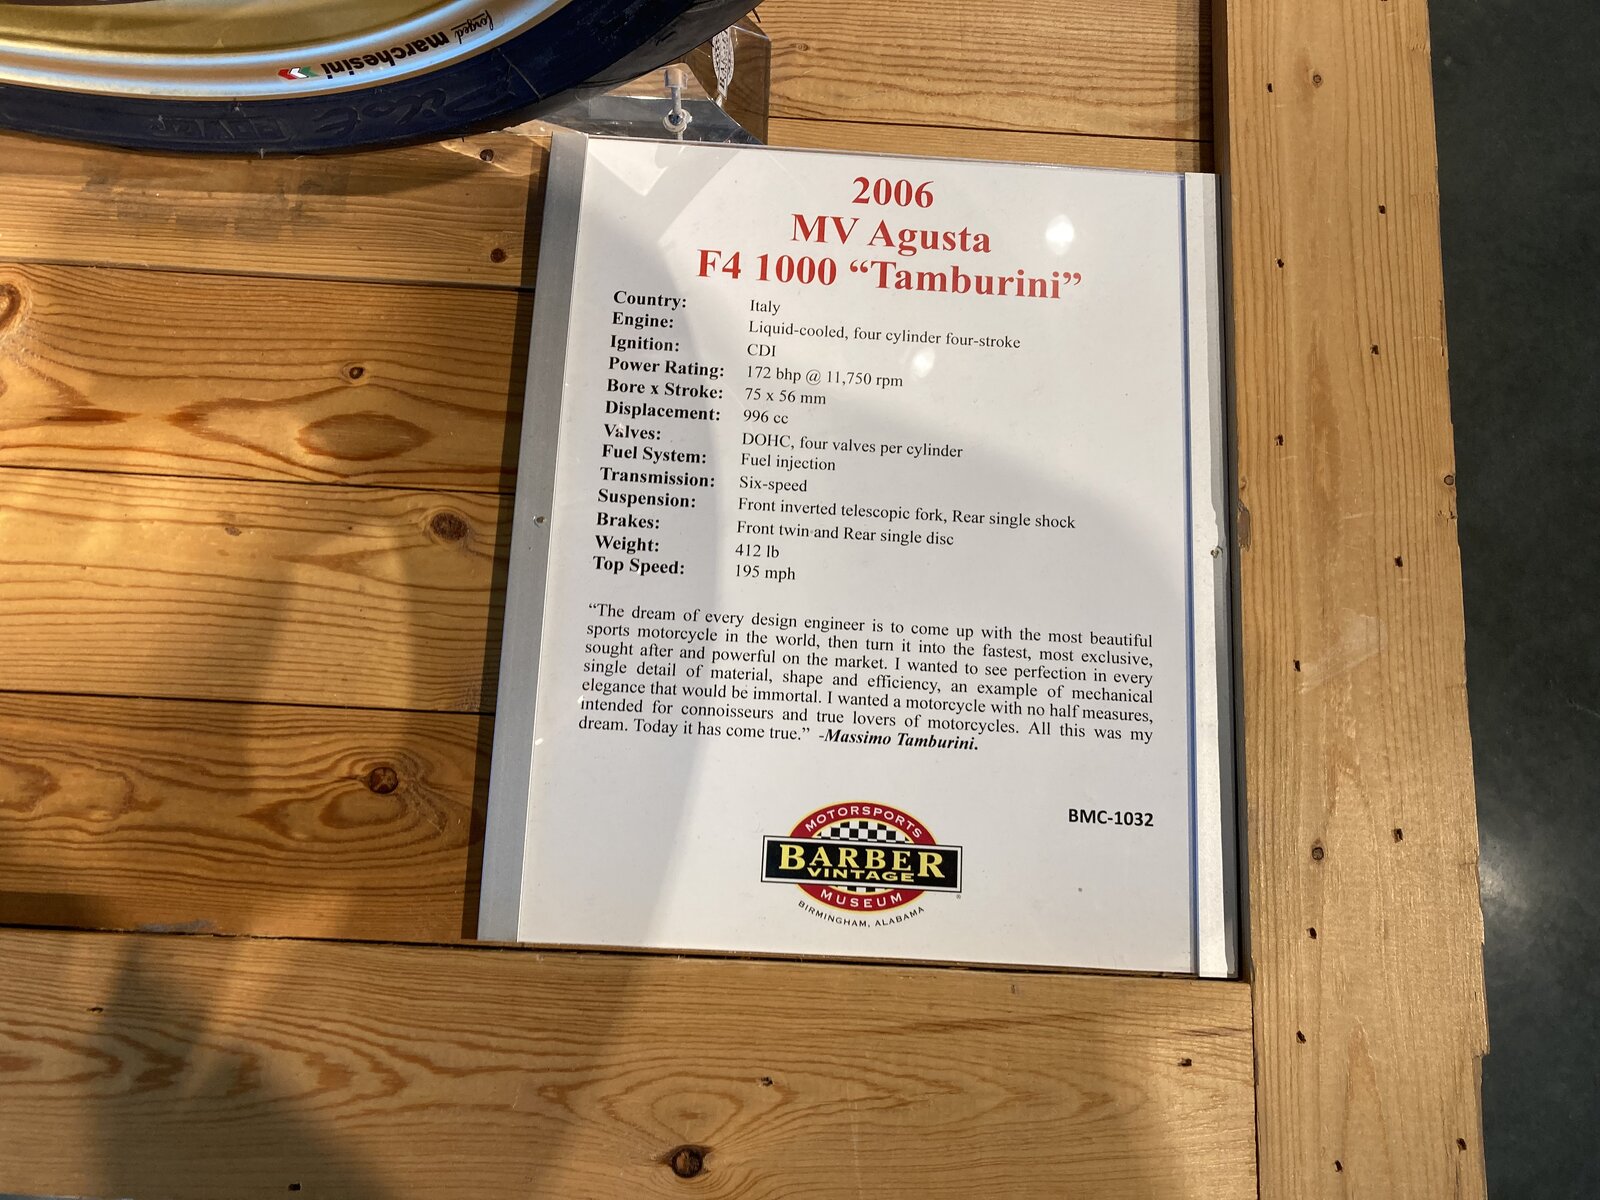 forged marchesini
2006
MV Agusta
F4 1000 “Tamburini”
Country: Italy
Engine: Liquid-cooled, four cylinder four-stroke
Ignition: CDI
Power Rating: 172 bhp @ 11,750 rpm
Bore x Stroke: 75 x 56 mm
Displacement: 996 cc
Valves: DOHC, four valves per cylinder
Fuel System: Fuel injection
Transmission: Six-speed
Suspension: Front inverted telescopic fork, Rear single shock
Brakes: Front twin and Rear single disc
Weight: 412 lb
Top Speed: 195 mph
“The dream of every design engineer is to come up with the most beautiful
sports motorcycle in the world, then turn it into the fastest, most exclusive,
sought after and powerful on the market. I wanted to see perfection in every
single detail of material, shape and efficiency, an example of mechanical
elegance that would be immortal. I wanted a motorcycle with no half measures,
intended for connoisseurs and true lovers of motorcycles. All this was my
dream. Today it has come true.” -Massimo Tamburini.
BMC-1032
MOTORSPORTS
BARBER
VINTAGE
MUSEUM
BIRMINGHAM, ALABAMA